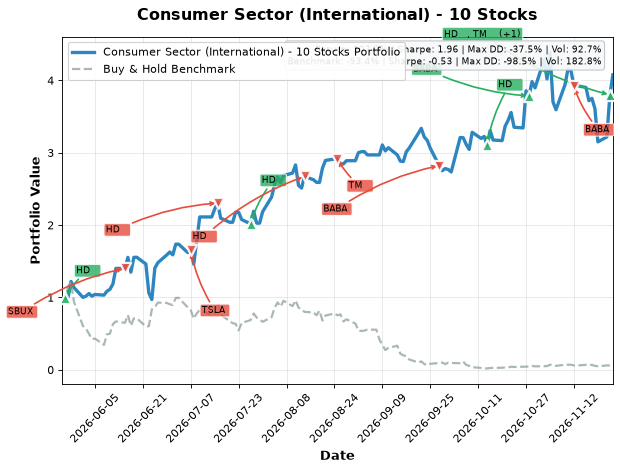 Consumer Sector (International) - 10 Stocks
HD , TM (+1)
Consumer Sector (International) - 10 Stocks Portfolio
Sharpe: 1.96 | Max DD: -37.5% | Vol: 92.7%
Buy & Hold Benchmark
Benchmark: -93.4% | Sharpe: -0.53 | Max DD: -98.5% | Vol: 182.8%
BABA
HD
BABA
HD
TM
BABA
HD
HD
HD
SBUX
TSLA
Portfolio Value
4
3
2
1
0
2026-06-05
2026-06-21
2026-07-07
2026-07-23
2026-08-08
2026-08-24
2026-09-09
2026-09-25
2026-10-11
2026-10-27
2026-11-12
Date